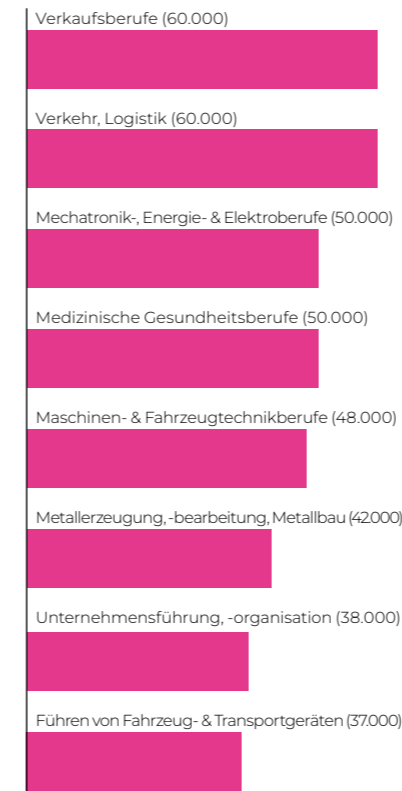 Verkaufsberufe (60.000)
Verkehr, Logistik (60.000)
Mechatronik-, Energie- & Elektroberufe (50.000)
Medizinische Gesundheitsberufe (50.000)
Maschinen- & Fahrzeugtechnikberufe (48.000)
Metallerzeugung, -bearbeitung, Metallbau (42.000)
Unternehmensführung, -organisation (38.000)
Führen von Fahrzeug- & Transportgeräten (37.000)